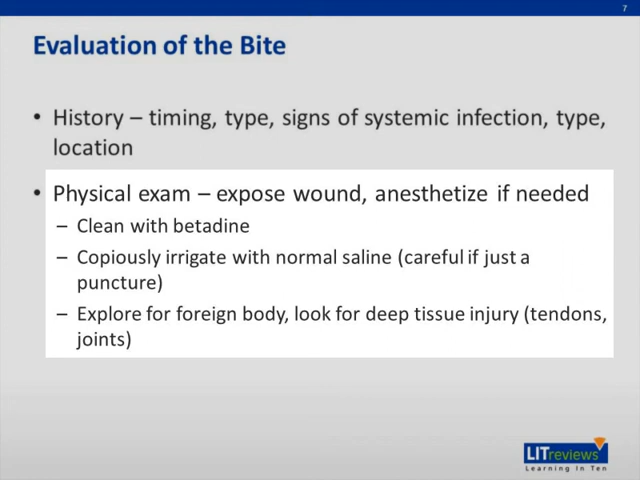 7
Evaluation of the Bite
• History – timing, type, signs of systemic infection, type,
location
• Physical exam – expose wound, anesthetize if needed
– Clean with betadine
– Copiously irrigate with normal saline (careful if just a
puncture)
– Explore for foreign body, look for deep tissue injury (tendons,
joints)
LITreviews
Learning In Ten